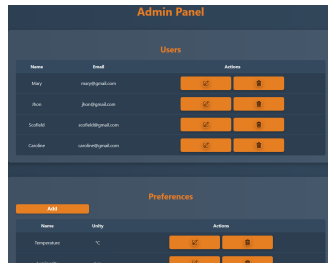 Admin Panel
Users
Name Email Actions
Mary mary@gmail.com
Jhon jhon@gmail.com
Scofield scofield@gmail.com
Caroline caroline@gmail.com
Preferences
Add
Name Unity Actions
Temperature °C